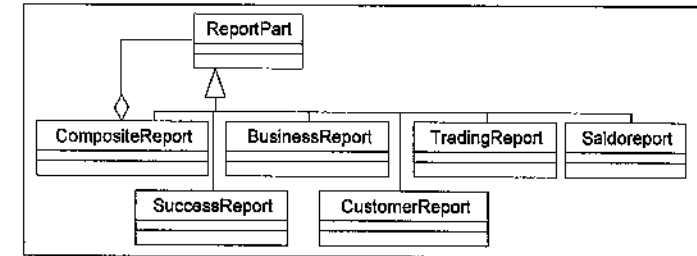 ReportPart
CompositeReport
BusinessReport
TradingReport
Saldoreport
SuccessReport
CustomerReport